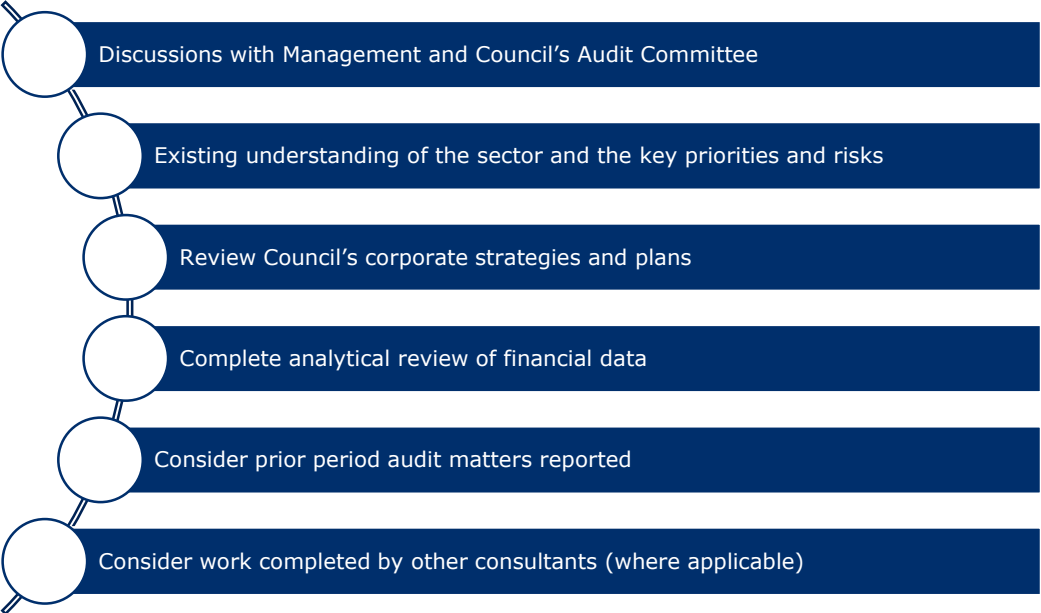 Discussions with Management and Council’s Audit Committee
Existing understanding of the sector and the key priorities and risks
Review Council’s corporate strategies and plans
Complete analytical review of financial data
Consider prior period audit matters reported
Consider work completed by other consultants (where applicable)